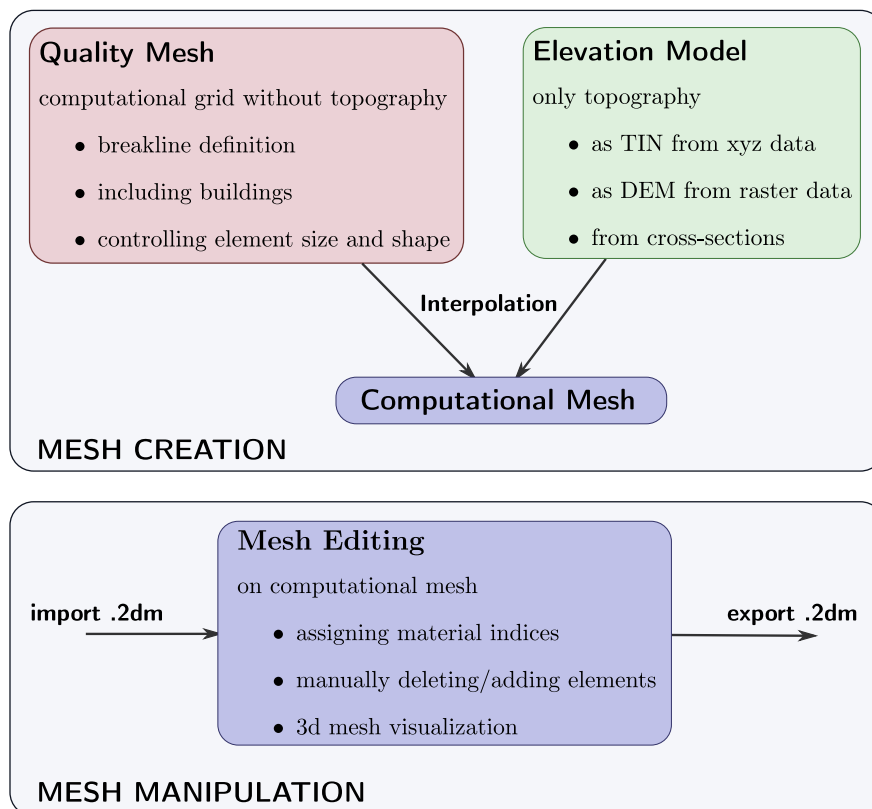 Quality Mesh
computational grid without topography
• breakline definition
• including buildings
• controlling element size and shape
Elevation Model
only topography
• as TIN from xyz data
• as DEM from raster data
• from cross-sections
Interpolation
Computational Mesh
MESH CREATION
import .2dm
Mesh Editing
on computational mesh
• assigning material indices
• manually deleting/adding elements
• 3d mesh visualization
export .2dm
MESH MANIPULATION